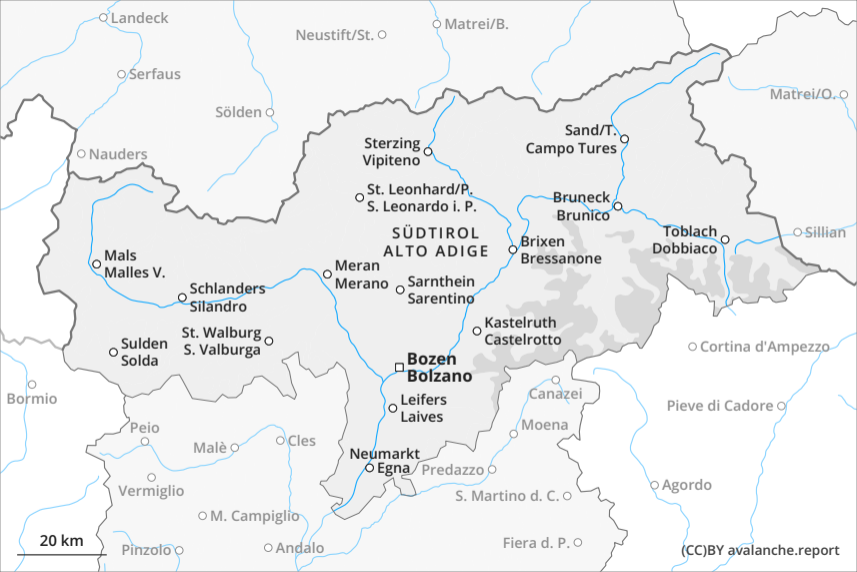 Landeck
Matrei/B.
Neustift/St.
Serfaus
Matrei/O.
Sölden
Sand/T.
Campo Tures
Sterzing
Vipiteno
Nauders
St. Leonhard/P.
S. Leonardo i. P.
Bruneck
Brunico
SÜDTIROL
ALTO ADIGE
Toblach
Dobbiaco
Sillian
Brixen
Bressanone
Mals
Malles V.
Meran
Merano
Sarnthein
Sarentino
Schlanders
Silandro
Kastelruth
Castelrotto
St. Walburg
S. Valburga
Sulden
Solda
Cortina d'Ampezzo
Bozen
Bolzano
Bormio
Canazei
Leifers
Laives
Pieve di Cadore
Peio
Moena
Malè
Cles
Neumarkt
Egna
Predazzo
Vermiglio
Agordo
S. Martino d. C.
M. Campiglio
20 km
Pinzolo
Andalo
Fiera d. P.
(CC)BY avalanche.report